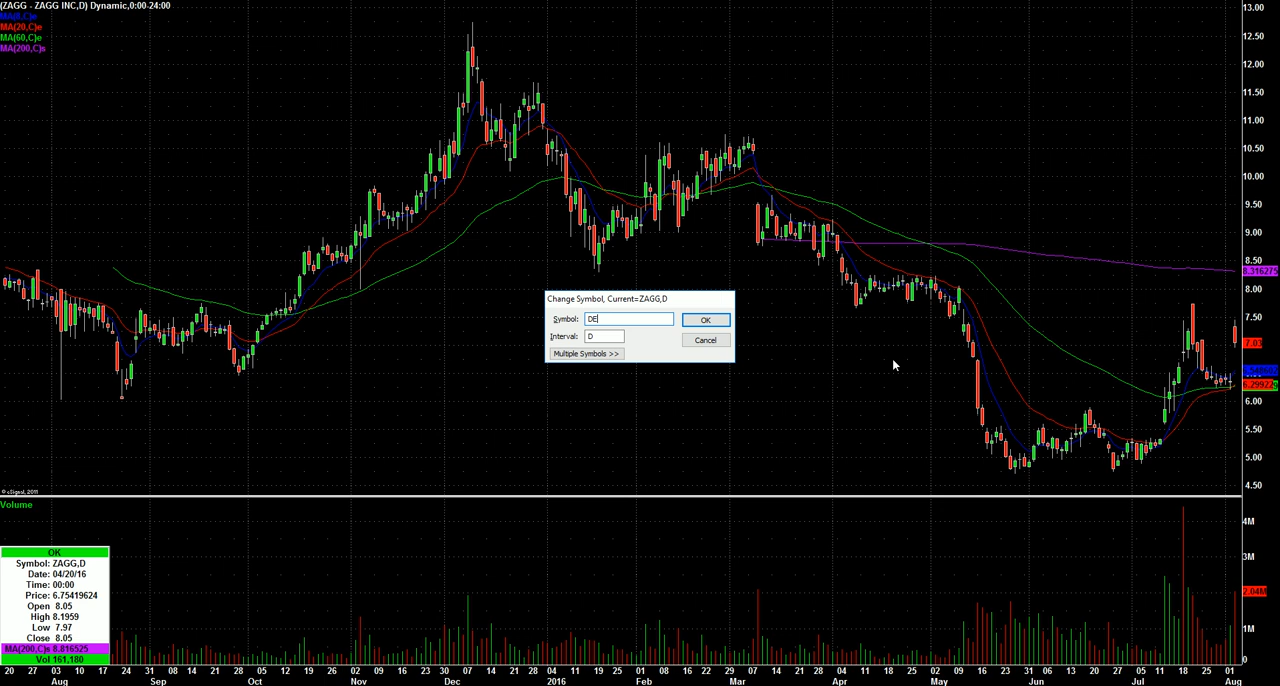 (ZAGG - ZAGG INC,D) Dynamic,0:00-24:00
MA(20,C)e
MA(60,C)e
MA(200,C)s
13.00
12.50
12.00
11.50
11.00
10.50
10.00
9.50
9.00
8.50
8.316275
8.00
7.50
7.03
6.00
5.50
5.00
4.50
Change Symbol, Current=ZAGG,D
Symbol: DE
OK
Interval: D
Cancel
Multiple Symbols >>
© eSignal, 2011
Volume
4M
3M
2.04M
1M
0
OK
Symbol: ZAGG,D
Date: 04/20/16
Time: 00:00
Price: 6.75419624
Open 8.05
High 8.1959
Low 7.97
Close 8.05
MA(200,C)s 8.816525
Vol 161,180
20 27 03 10 17 24 31 08 14 21 28 05 12 19 26 02 09 16 23 30 07 14 21 28 04 11 19 25 01 08 16 22 29 07 14 21 28 04 11 18 25 02 09 16 23 01 06 13 20 27 05 11 18 25 01
Aug Sep Oct Nov Dec 2016 Feb Mar Apr May Jun Jul Aug